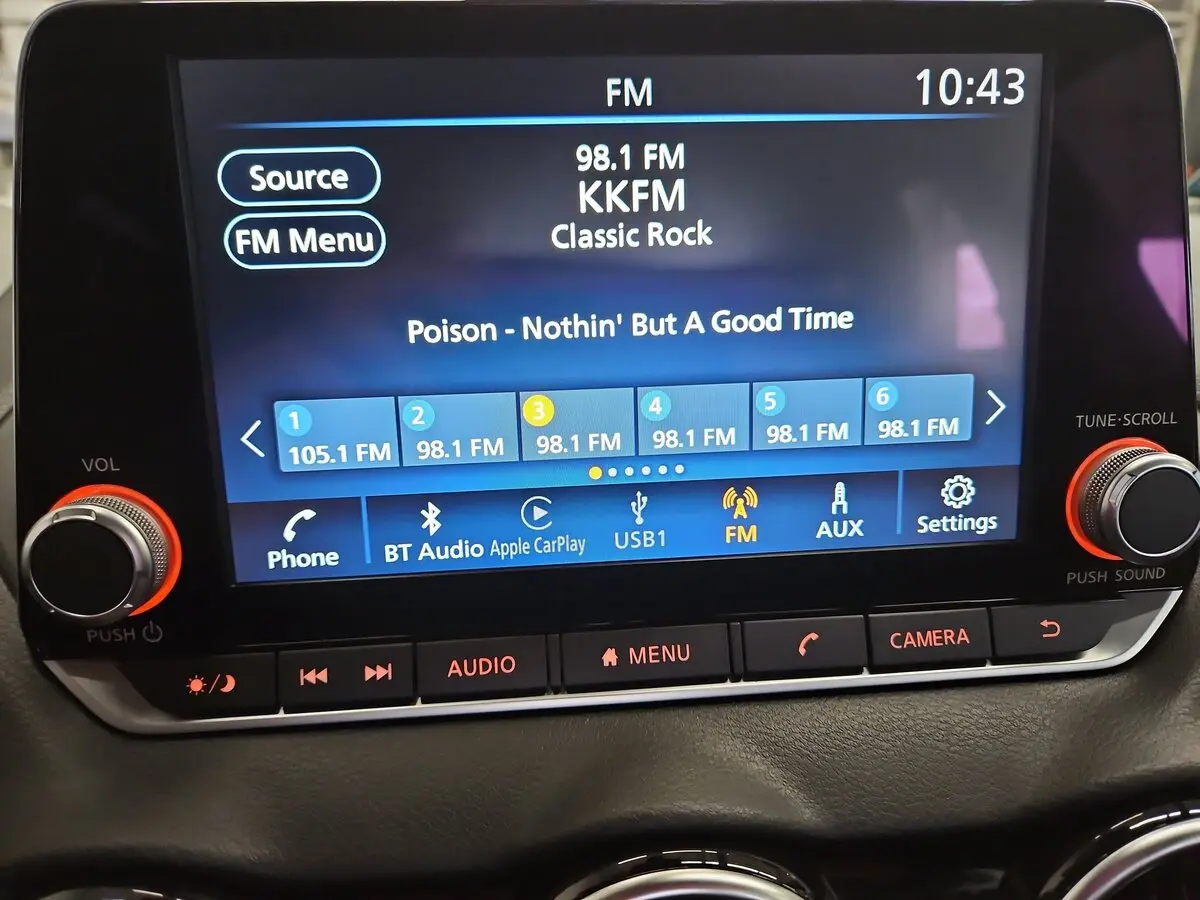 FM
10:43
Source
FM Menu
98.1 FM
KKFM
Classic Rock
Poison - Nothin' But A Good Time
1
105.1 FM
2
98.1 FM
3
98.1 FM
4
98.1 FM
5
98.1 FM
6
98.1 FM
Phone
BT Audio
Apple CarPlay
USB1
FM
AUX
Settings
VOL
PUSH
TUNE·SCROLL
PUSH SOUND
AUDIO
MENU
CAMERA